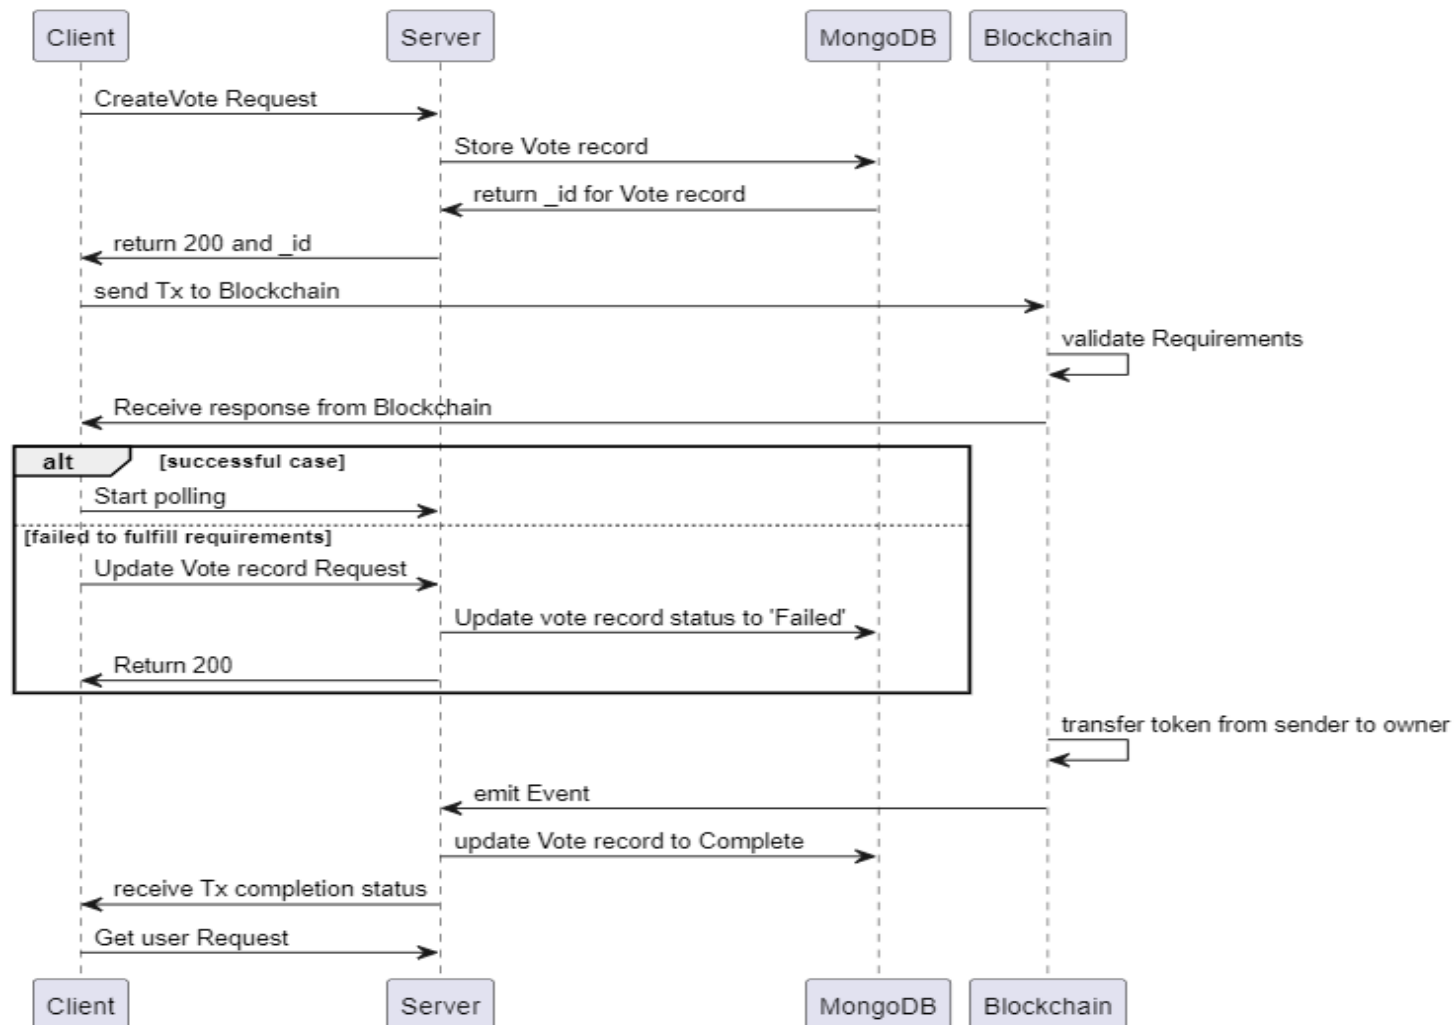 Client Server MongoDB Blockchain
CreateVote Request
Store Vote record
return _id for Vote record
return 200 and _id
send Tx to Blockchain
validate Requirements
Receive response from Blockchain
alt [successful case]
Start polling
[failed to fulfill requirements]
Update Vote record Request
Update vote record status to 'Failed'
Return 200
transfer token from sender to owner
emit Event
update Vote record to Complete
receive Tx completion status
Get user Request
Client Server MongoDB Blockchain